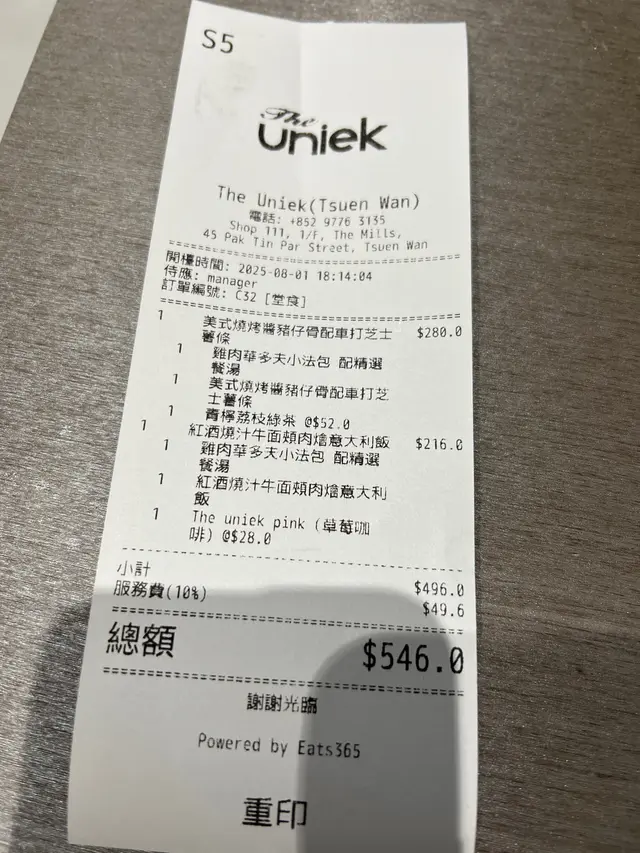 S5
The
Uniek
The Uniek(Tsuen Wan)
電話: +852 9776 3135
Shop 111, 1/F, The Mills,
45 Pak Tin Par Street, Tsuen Wan
開檯時間: 2025-08-01 18:14:04
侍應: manager
訂單編號: C32 [堂食]
1 美式燒烤醬豬仔骨配車打芝士 $280.0
薯條
1 雞肉華多夫小法包 配精選
餐湯
1 美式燒烤醬豬仔骨配車打芝
士薯條
1 青檸荔枝綠茶 @$52.0
1 紅酒燒汁牛面頰肉燴意大利飯 $216.0
1 雞肉華多夫小法包 配精選
餐湯
1 紅酒燒汁牛面頰肉燴意大利
飯
1 The uniek pink (草莓咖
啡) @$28.0
小計 $496.0
服務費(10%) $49.6
總額 $546.0
謝謝光臨
Powered by Eats365
重印